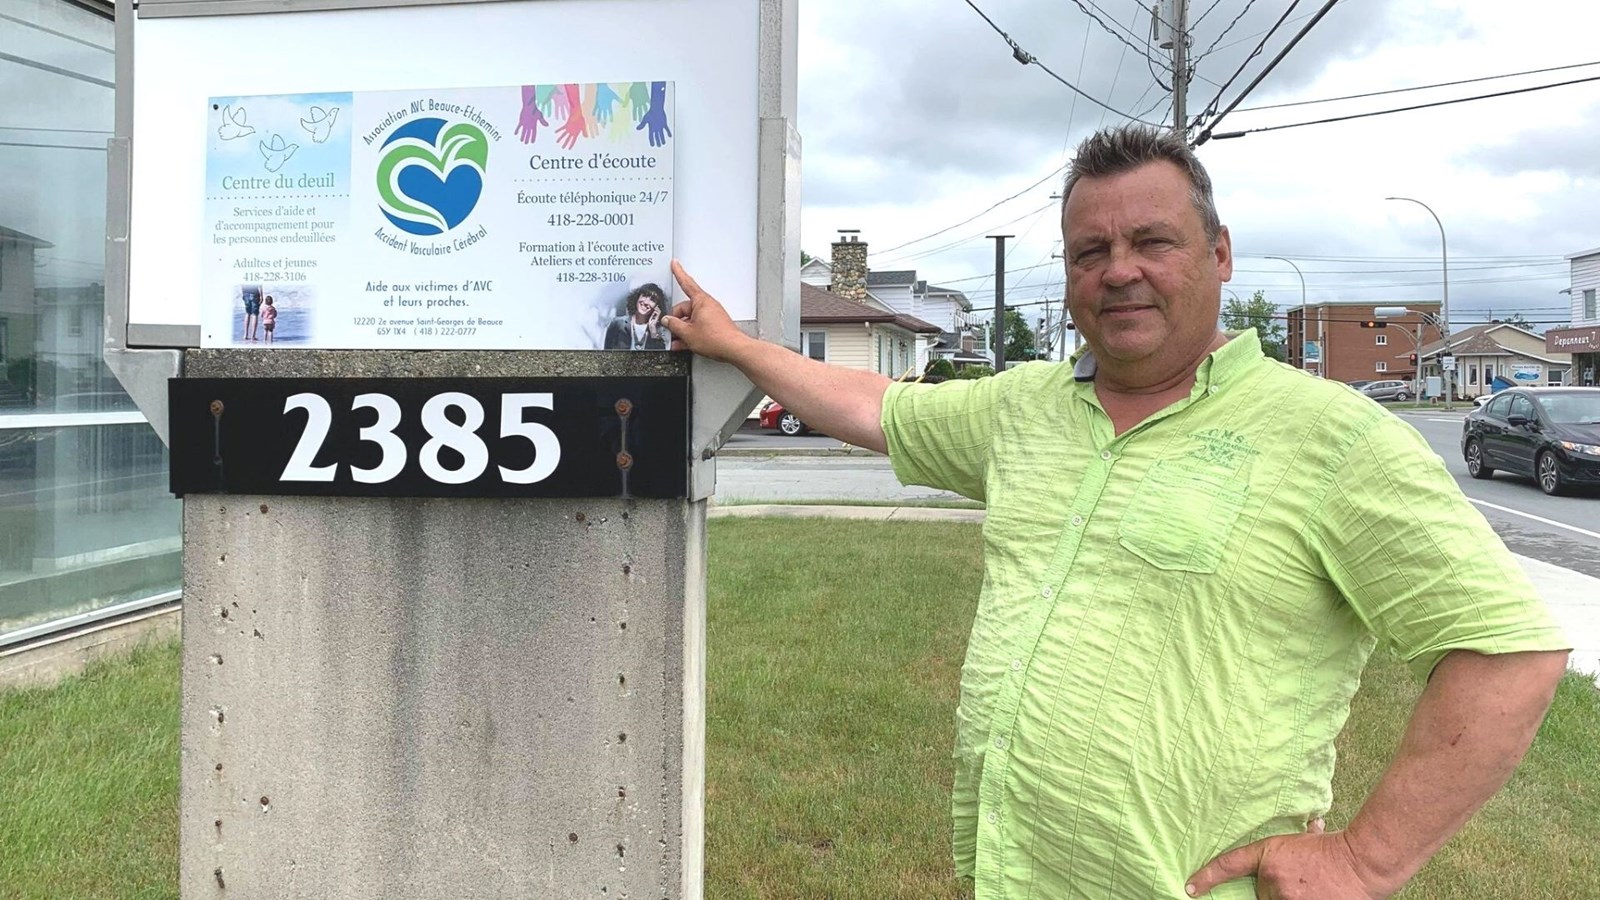 Centre du deuil
Services d'aide et
d'accompagnement pour
les personnes endeuillées
Adultes et jeunes
418-228-3106
Association AVC Beauce-Etchemins
Accident Vasculaire Cérébral
Aide aux victimes d'AVC
et leurs proches.
12220 2e avenue Saint-Georges de Beauce
G5Y 1X4 ( 418 ) 222-0777
Centre d'écoute
Écoute téléphonique 24/7
418-228-0001
Formation à l'écoute active
Ateliers et conférences
418-228-3106
2385
C.M.S.
Depanneur 7